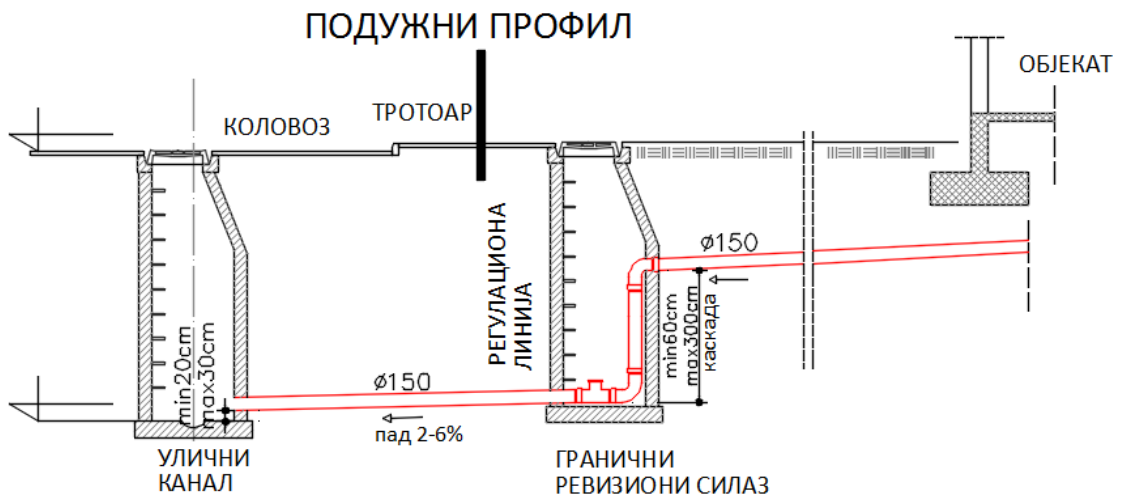 ПОДУЖНИ ПРОФИЛ
ОБЈЕКАТ
ТРОТОАР
КОЛОВОЗ
РЕГУЛАЦИОНА
ЛИНИЈА
ø150
min60cm
max300cm
каскада
min20cm
max30cm
ø150
пад 2-6%
УЛИЧНИ
КАНАЛ
ГРАНИЧНИ
РЕВИЗИОНИ СИЛАЗ